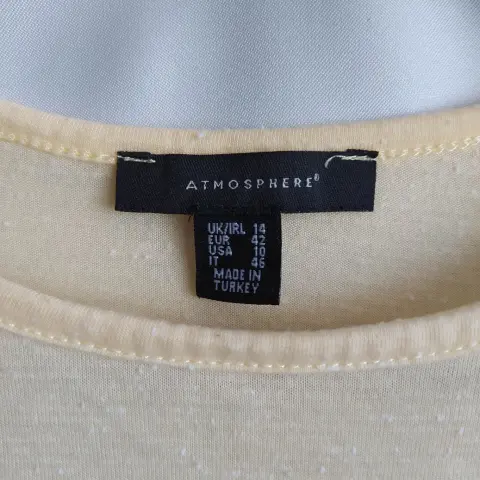 ATMOSPHERE®
UK/IRL 14
EUR 42
USA 10
IT 46
MADE IN
TURKEY